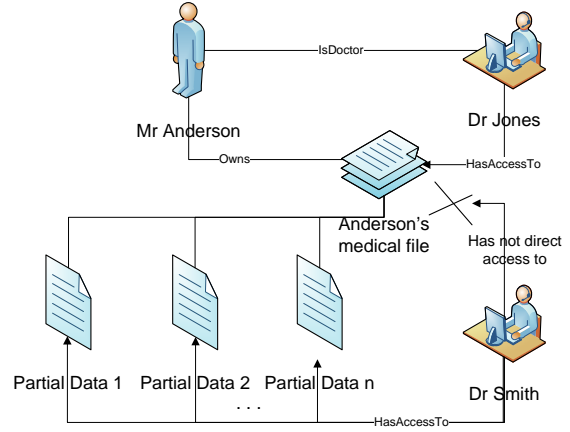 IsDoctor
Mr Anderson
Dr Jones
Owns
HasAccessTo
Anderson's
medical file
Has not direct
access to
Partial Data 1
Partial Data 2
Partial Data n
. . .
Dr Smith
HasAccessTo